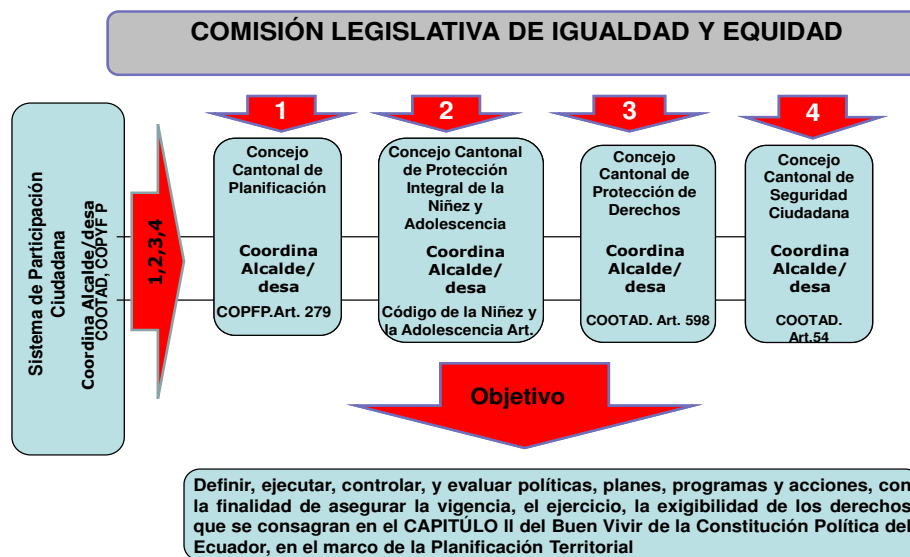 COMISIÓN LEGISLATIVA DE IGUALDAD Y EQUIDAD
Sistema de Participación
Ciudadana
Coordina Alcalde/desa
COOTAD, COPYF P
1,2,3,4
1
Concejo
Cantonal
de Planificación
Coordina
Alcalde/
desa
COPFP.Art. 279
2
Concejo Cantonal
de Protección
Integral de la
Niñez y
Adolescencia
Coordina
Alcalde/
desa
Código de la Niñez y
la Adolescencia Art.
3
Concejo
Cantonal de
Protección de
Derechos
Coordina
Alcalde/
desa
COOTAD. Art. 598
4
Concejo
Cantonal de
Seguridad
Ciudadana
Coordina
Alcalde/
desa
COOTAD.
Art.54
Objetivo
Definir, ejecutar, controlar, y evaluar políticas, planes, programas y acciones, con
la finalidad de asegurar la vigencia, el ejercicio, la exigibilidad de los derechos
que se consagran en el CAPITÚLO II del Buen Vivir de la Constitución Política del
Ecuador, en el marco de la Planificación Territorial